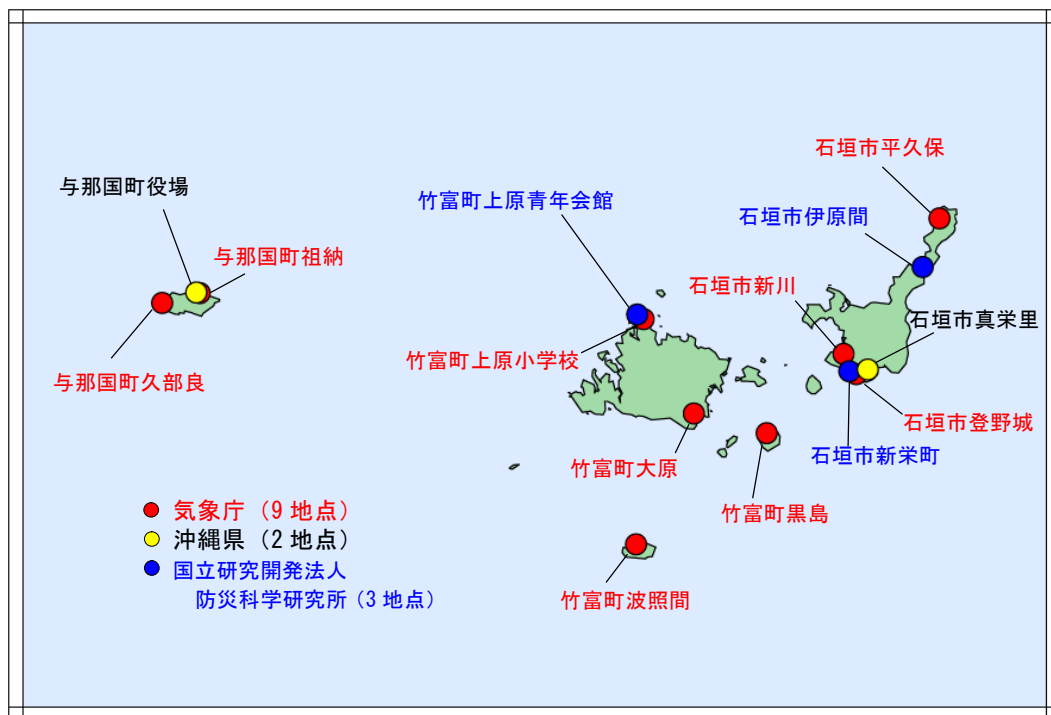 石垣市平久保
与那国町役場
竹富町上原青年会館
石垣市伊原間
与那国町祖納
石垣市新川
石垣市真栄里
竹富町上原小学校
与那国町久部良
石垣市登野城
石垣市新栄町
竹富町大原
竹富町黒島
気象庁（9 地点）
沖縄県（2 地点）
国立研究開発法人
防災科学研究所（3 地点）
竹富町波照間